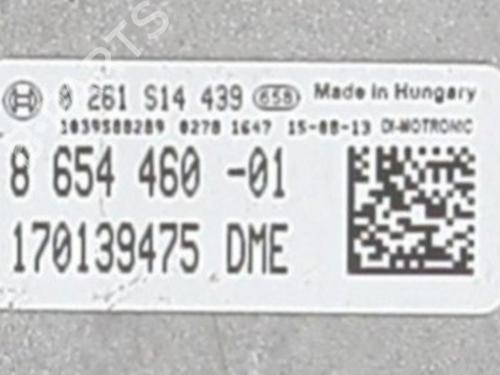 0 261 S14 439 658 Made in Hungary
1039S88289 0278 1647 15-08-13 DI-MOTRONIC
8 654 460 -01
170139475 DME